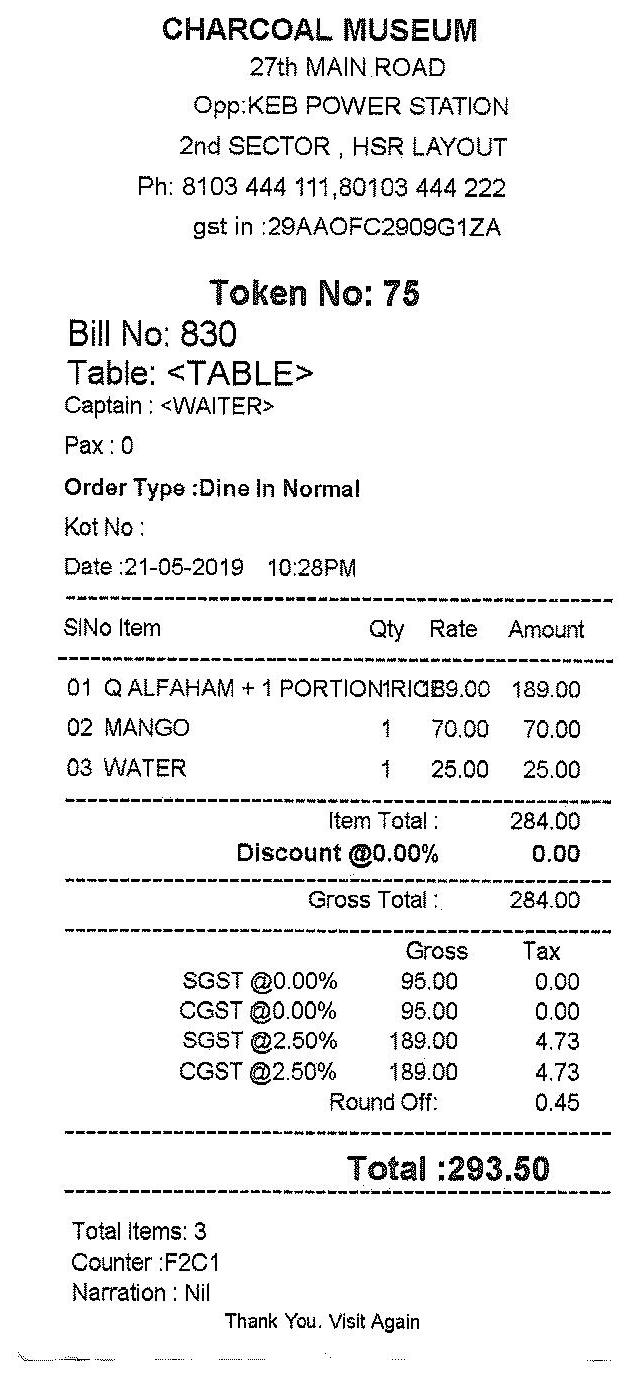 CHARCOAL MUSEUM
27th MAIN ROAD
Opp:KEB POWER STATION
2nd SECTOR , HSR LAYOUT
Ph: 8103 444 111,80103 444 222
gst in :29AAOFC2909G1ZA
Token No: 75
Bill No: 830
Table: <TABLE>
Captain : <WAITER>
Pax : 0
Order Type :Dine In Normal
Kot No :
Date :21-05-2019 10:28PM
SlNo Item Qty Rate Amount
01 Q ALFAHAM + 1 PORTION 189.00
02 MANGO 1 70.00 70.00
03 WATER 1 25.00 25.00
Item Total : 284.00
Discount @0.00% 0.00
Gross Total : 284.00
Gross Tax
SGST @0.00% 95.00 0.00
CGST @0.00% 95.00 0.00
SGST @2.50% 189.00 4.73
CGST @2.50% 189.00 4.73
Round Off: 0.45
Total :293.50
Total Items: 3
Counter :F2C1
Narration : Nil
Thank You. Visit Again